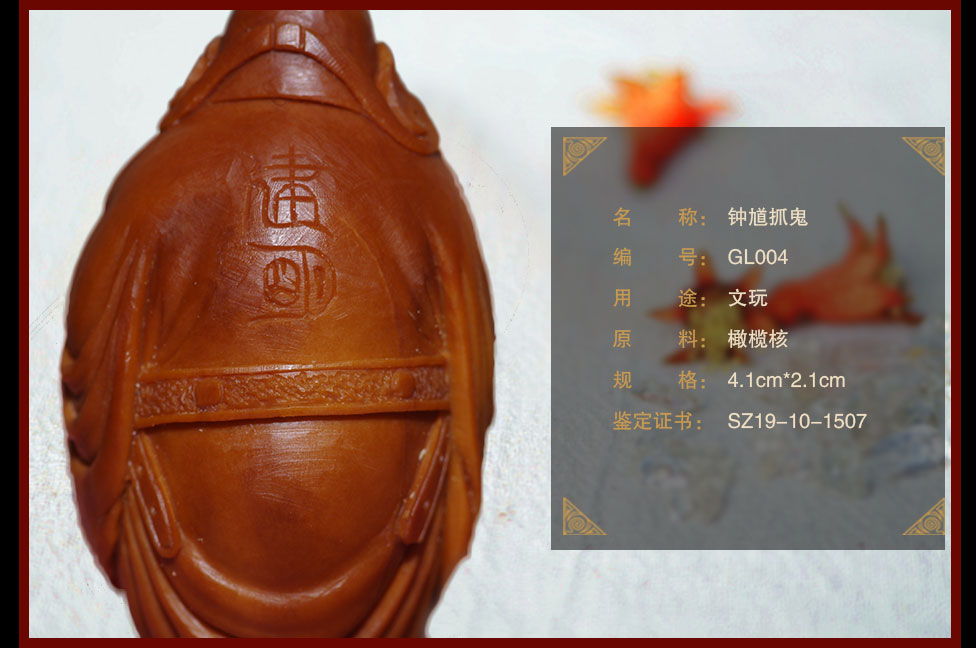 名 称： 钟馗抓鬼
编 号： GL004
用 途： 文玩
原 料： 橄榄核
规 格： 4.1cm*2.1cm
鉴定证书： SZ19-10-1507